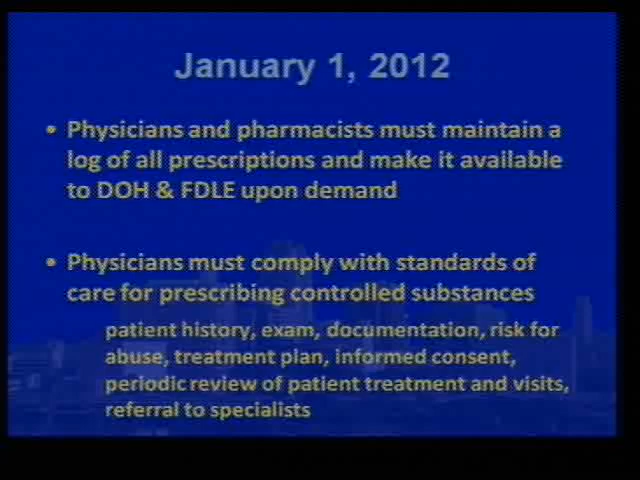 January 1, 2012
• Physicians and pharmacists must maintain a
log of all prescriptions and make it available
to DOH & FDLE upon demand
• Physicians must comply with standards of
care for prescribing controlled substances
patient history, exam, documentation, risk for
abuse, treatment plan, informed consent,
periodic review of patient treatment and visits,
referral to specialists